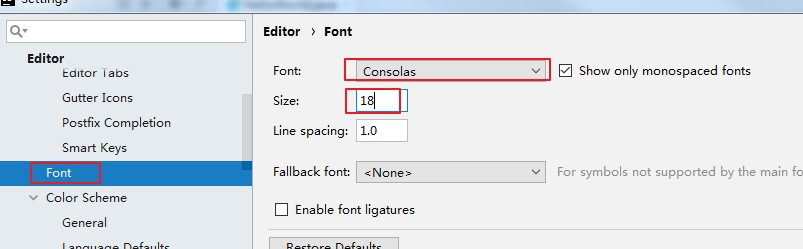 Settings
Editor
Editor Tabs
Gutter Icons
Postfix Completion
Smart Keys
Font
Color Scheme
General
Language Defaults
Editor › Font
Font: Consolas Show only monospaced fonts
Size: 18
Line spacing: 1.0
Fallback font: <None> For symbols not supported by the main fo
Enable font ligatures
Restore Defaults